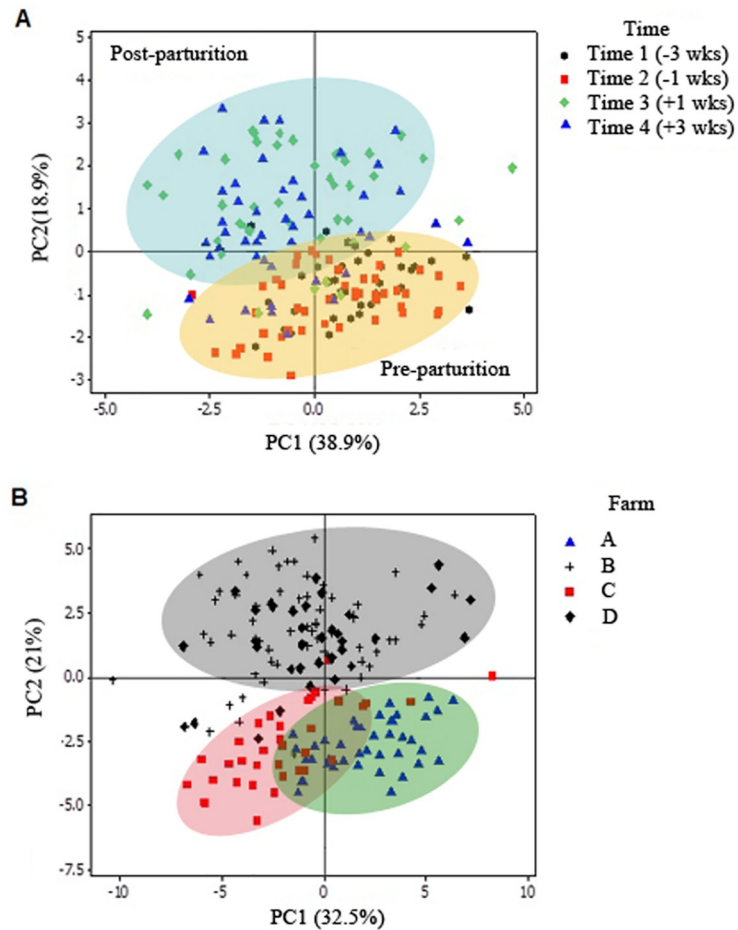 A
Time
Time 1 (-3 wks)
Time 2 (-1 wks)
Time 3 (+1 wks)
Time 4 (+3 wks)
Post-parturition
Pre-parturition
5
4
3
2
1
0
-1
-2
-3
PC2(18.9%)
-5.0 -2.5 0.0 2.5 5.0
PC1 (38.9%)
B
Farm
A
B
C
D
5.0
2.5
0.0
-2.5
-5.0
-7.5
PC2 (21%)
-10 -5 0 5 10
PC1 (32.5%)